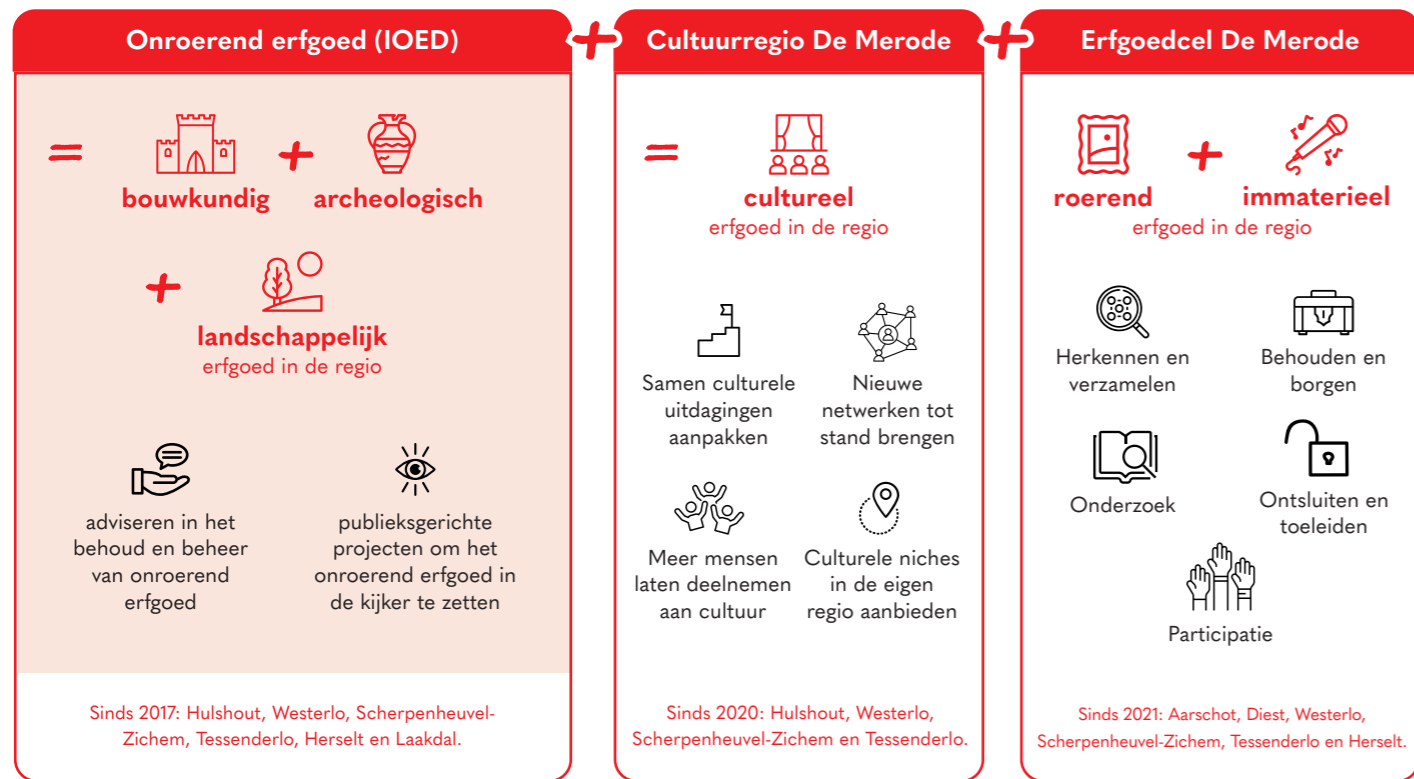 Onroerend erfgoed (IOED)
=
bouwkundig
+
archeologisch
+
landschappelijk
erfgoed in de regio
adviseren in het
behoud en beheer
van onroerend
erfgoed
publieksgerichte
projecten om het
onroerend erfgoed in
de kijker te zetten
Sinds 2017: Hulshout, Westerlo, Scherpenheuvel-
Zichem, Tessenderlo, Herselt en Laakdal.
+
Cultuurregio De Merode
=
cultureel
erfgoed in de regio
Samen culturele
uitdagingen
aanpakken
Nieuwe
netwerken tot
stand brengen
Meer mensen
laten deelnemen
aan cultuur
Culturele niches
in de eigen
regio aanbieden
Sinds 2020: Hulshout, Westerlo,
Scherpenheuvel-Zichem en Tessenderlo.
+
Erfgoedcel De Merode
roerend
+
immaterieel
erfgoed in de regio
Herkennen en
verzamelen
Behouden en
borgen
Onderzoek
Ontsluiten en
toeleiden
Participatie
Sinds 2021: Aarschot, Diest, Westerlo,
Scherpenheuvel-Zichem, Tessenderlo en Herselt.